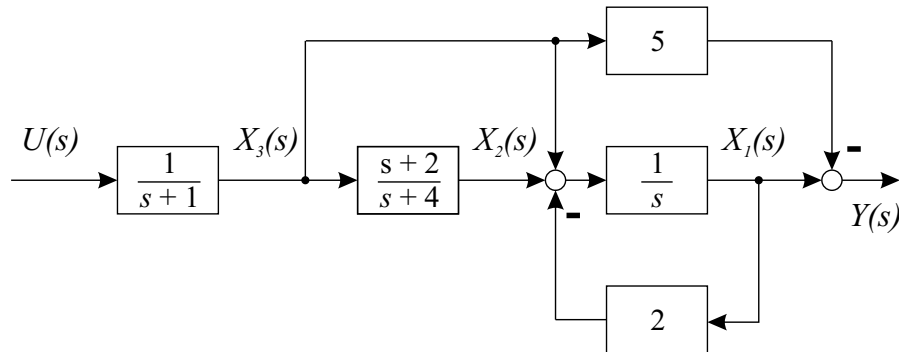 5
U(s)
X3(s)
X2(s)
X1(s)
1
s + 1
s + 2
s + 4
1
s
-
-
Y(s)
2